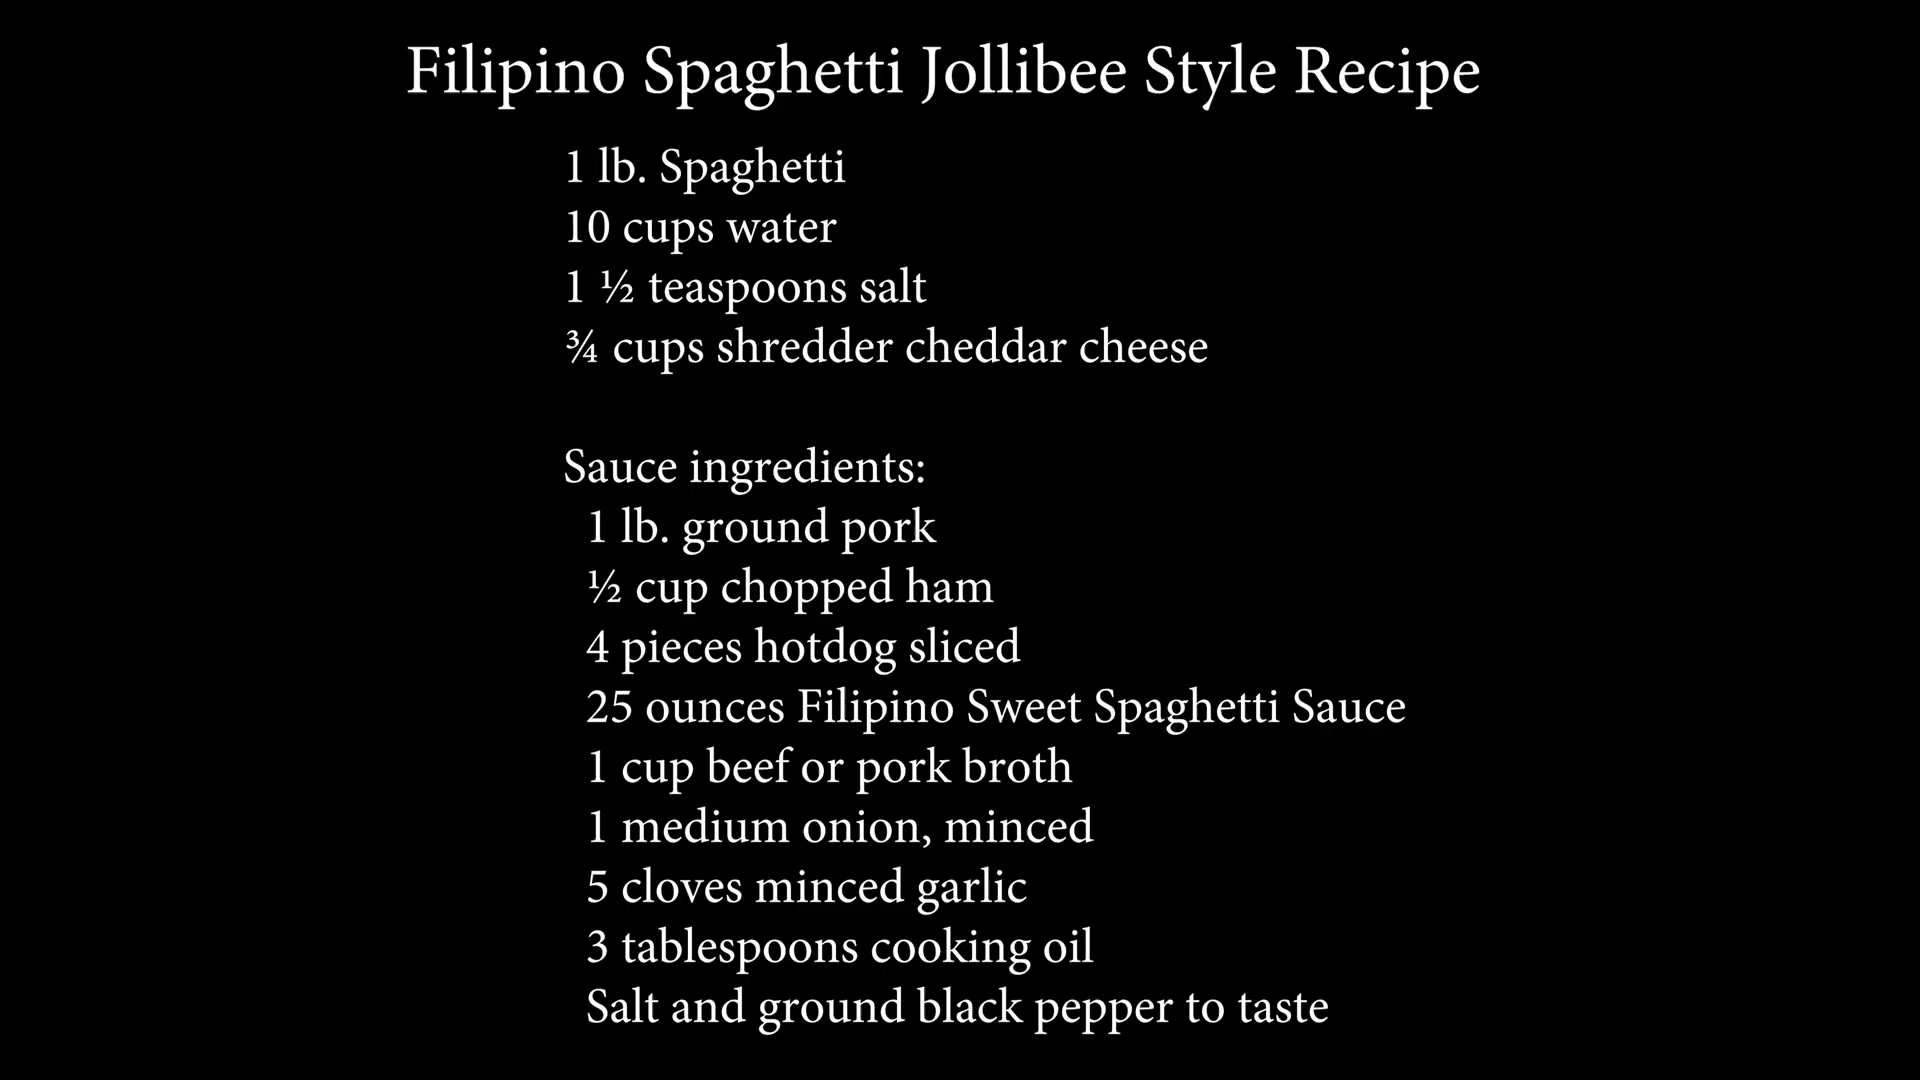 Filipino Spaghetti Jollibee Style Recipe
1 lb. Spaghetti
10 cups water
1 ½ teaspoons salt
¾ cups shredder cheddar cheese
Sauce ingredients:
1 lb. ground pork
½ cup chopped ham
4 pieces hotdog sliced
25 ounces Filipino Sweet Spaghetti Sauce
1 cup beef or pork broth
1 medium onion, minced
5 cloves minced garlic
3 tablespoons cooking oil
Salt and ground black pepper to taste